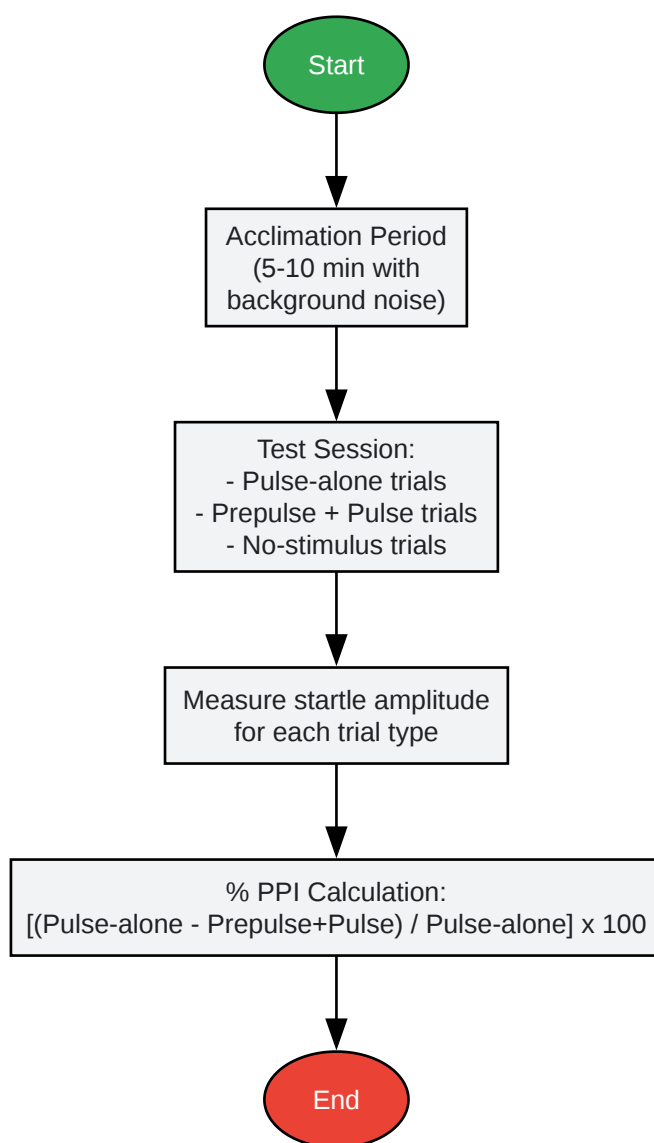 Start
Acclimation Period
(5-10 min with
background noise)
Test Session:
- Pulse-alone trials
- Prepulse + Pulse trials
- No-stimulus trials
Measure startle amplitude
for each trial type
% PPI Calculation:
[(Pulse-alone - Prepulse+Pulse) / Pulse-alone] x 100
End